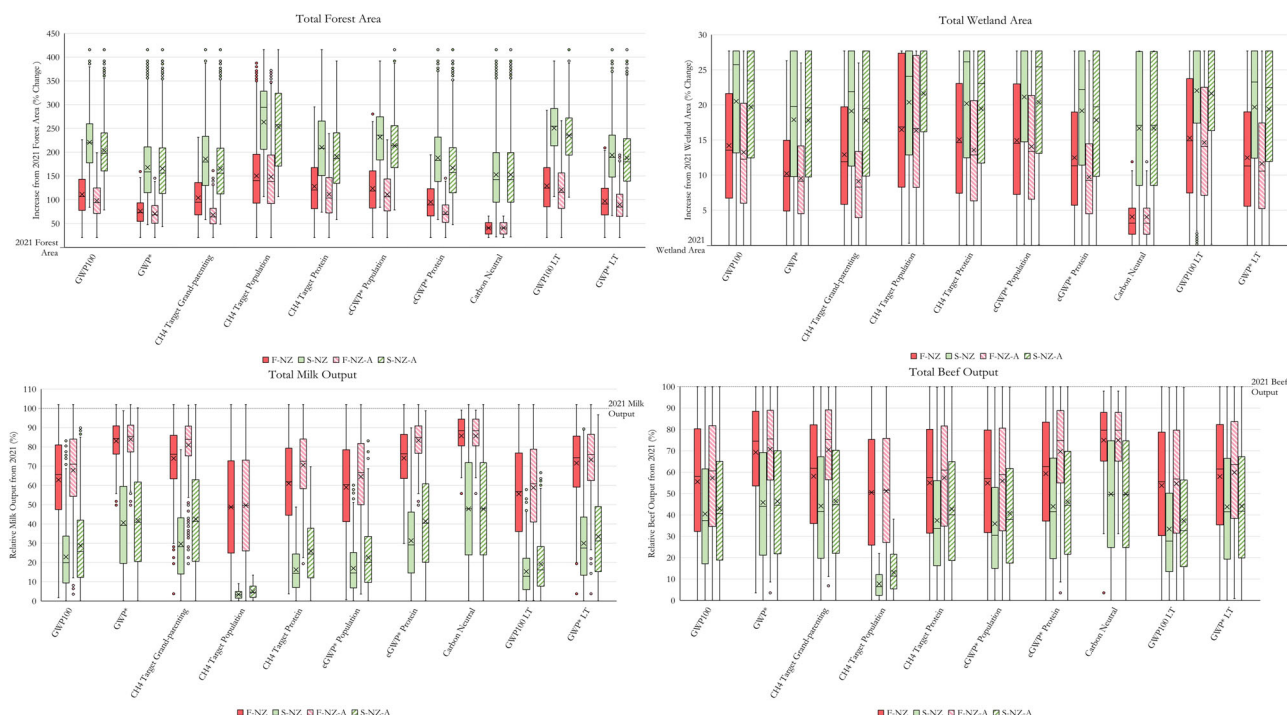 Total Forest Area
Increase from 2021 Forest Area (% Change)
450
400
350
300
250
200
150
100
50
2021 Forest
Area
GWP100
GWP*
CH4 Target Grand-parenting
CH4 Target Population
CH4 Target Protein
eGWP* Population
eGWP* Protein
Carbon Neutral
GWP100 LT
GWP* LT
F-NZ S-NZ F-NZ-A S-NZ-A
Total Wetland Area
Increase from 2021 Wetland Area (% Change)
30
25
20
15
10
5
2021
Wetland Area
GWP100
GWP*
CH4 Target Grand-parenting
CH4 Target Population
CH4 Target Protein
eGWP* Population
eGWP* Protein
Carbon Neutral
GWP100 LT
GWP* LT
F-NZ S-NZ F-NZ-A S-NZ-A
Total Milk Output
Relative Milk Output from 2021 (%)
110
100
90
80
70
60
50
40
30
20
10
0
2021 Milk
Output
GWP100
GWP*
CH4 Target Grand-parenting
CH4 Target Population
CH4 Target Protein
eGWP* Population
eGWP* Protein
Carbon Neutral
GWP100 LT
GWP* LT
F-NZ S-NZ F-NZ-A S-NZ-A
Total Beef Output
Relative Beef Output from 2021 (%)
100
90
80
70
60
50
40
30
20
10
0
2021 Beef
Output
GWP100
GWP*
CH4 Target Grand-parenting
CH4 Target Population
CH4 Target Protein
eGWP* Population
eGWP* Protein
Carbon Neutral
GWP100 LT
GWP* LT
F-NZ S-NZ F-NZ-A S-NZ-A